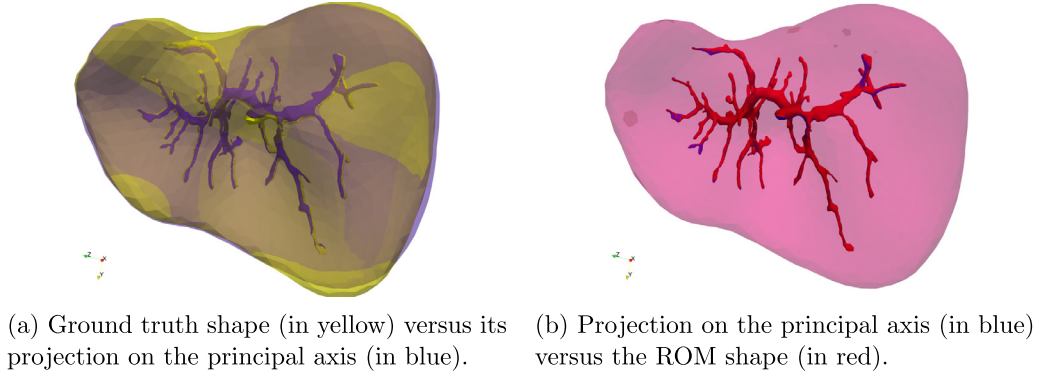 Z
X
Y
Z
X
Y
(a) Ground truth shape (in yellow) versus its
projection on the principal axis (in blue).
(b) Projection on the principal axis (in blue)
versus the ROM shape (in red).